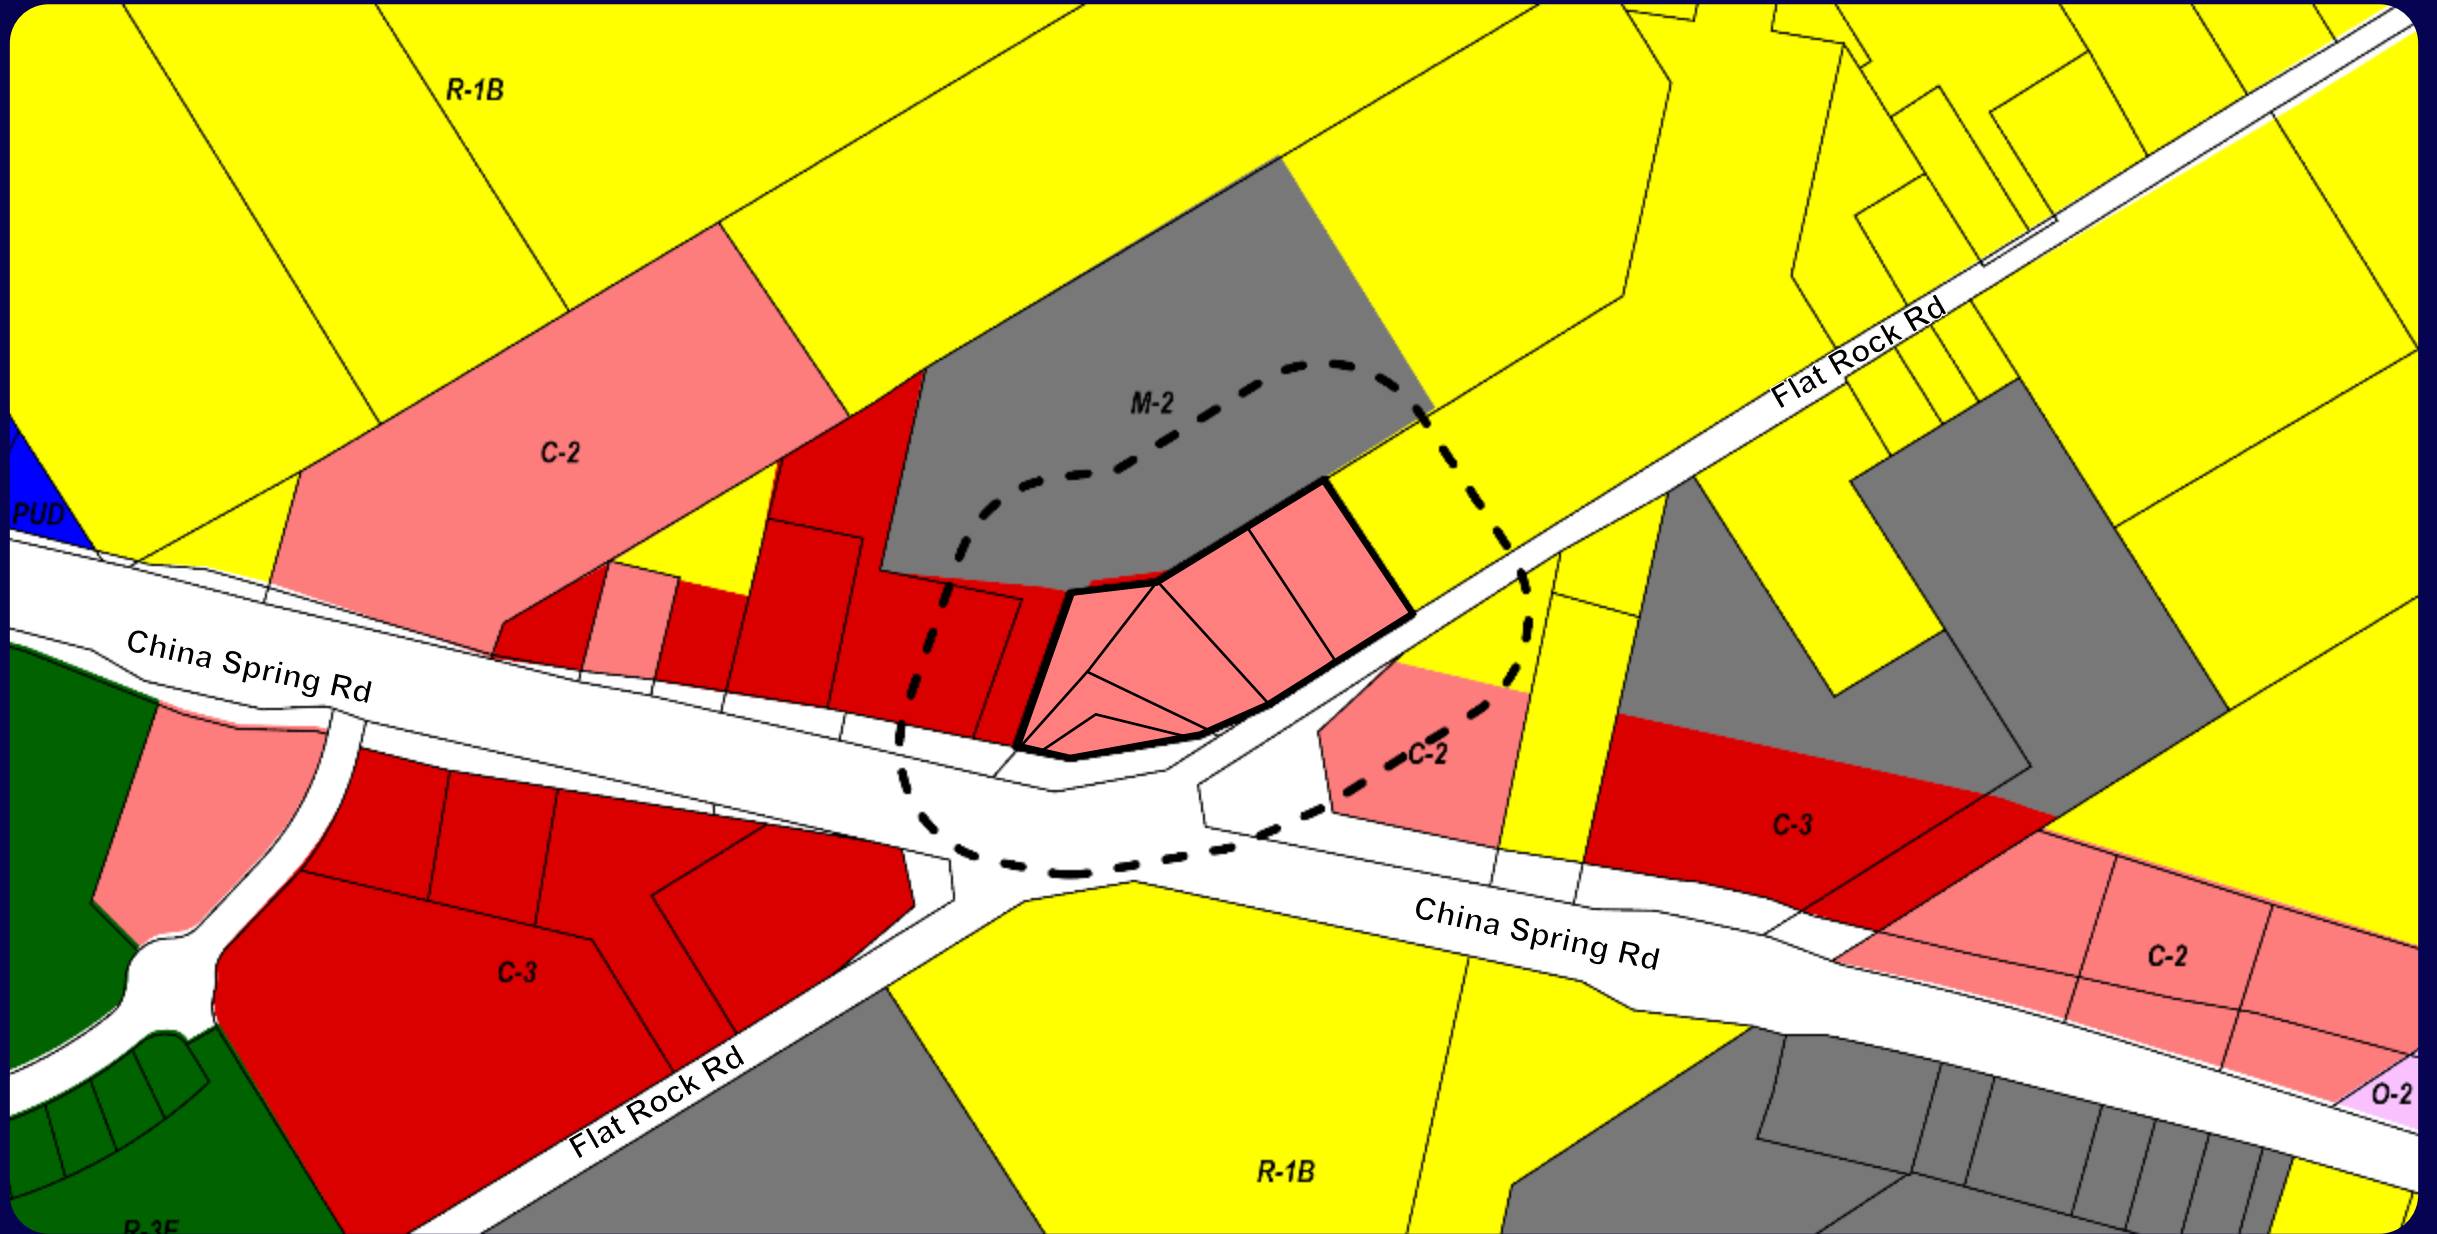 R-1B
Flat Rock Rd
M-2
C-2
PUD
China Spring Rd
C-2
C-3
China Spring Rd
C-2
C-3
Flat Rock Rd
O-2
R-1B